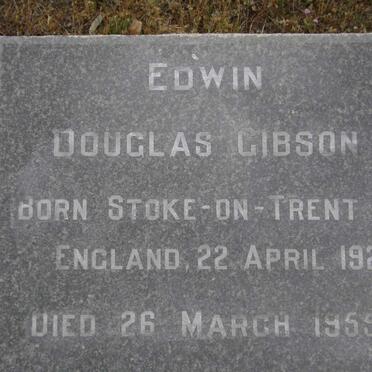 EDWIN
DOUGLAS GIBSON
BORN STOKE-ON-TRENT
ENGLAND, 22 APRIL
DIED 26 MARCH